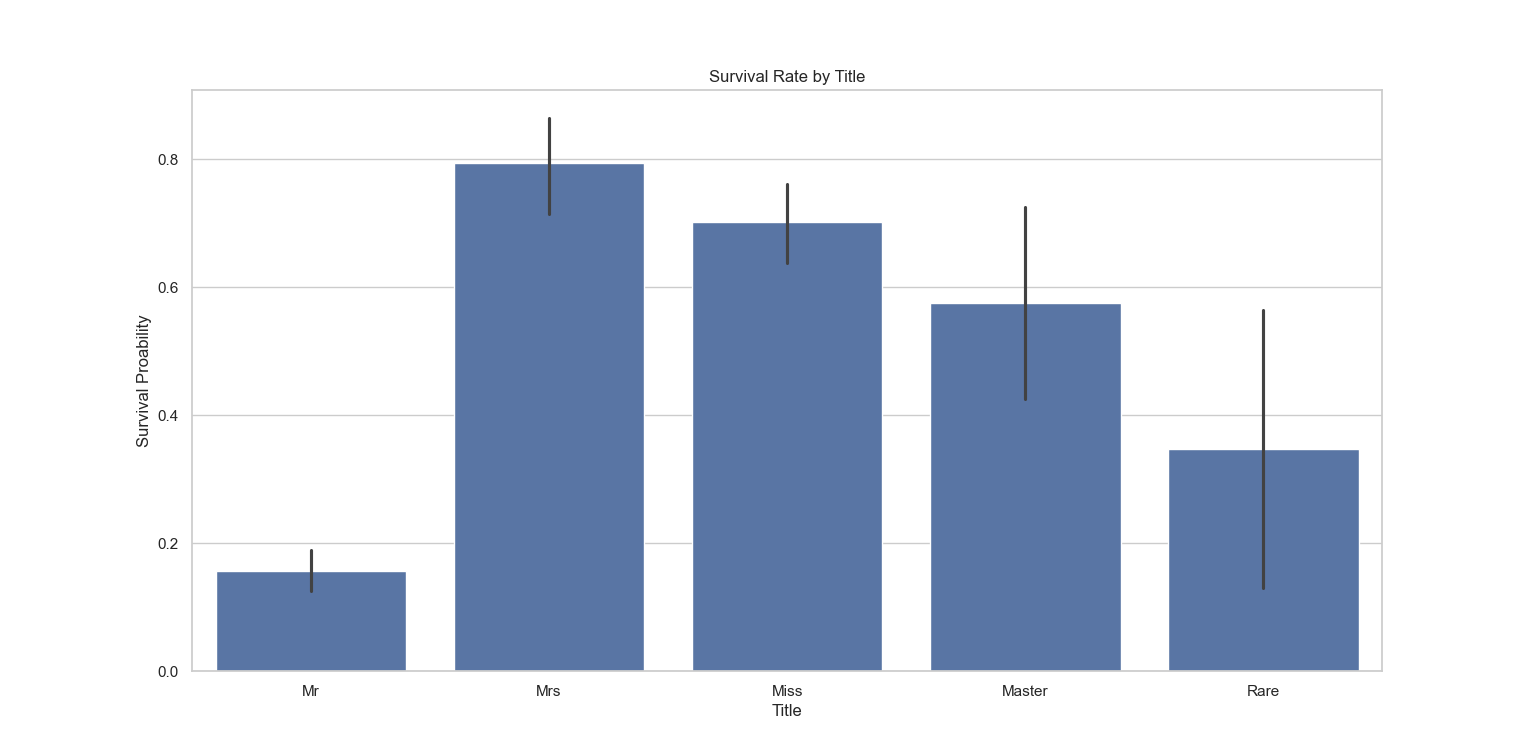 Survival Rate by Title
Survival Proability
0.8
0.6
0.4
0.2
0.0
Mr Mrs Miss Master Rare
Title